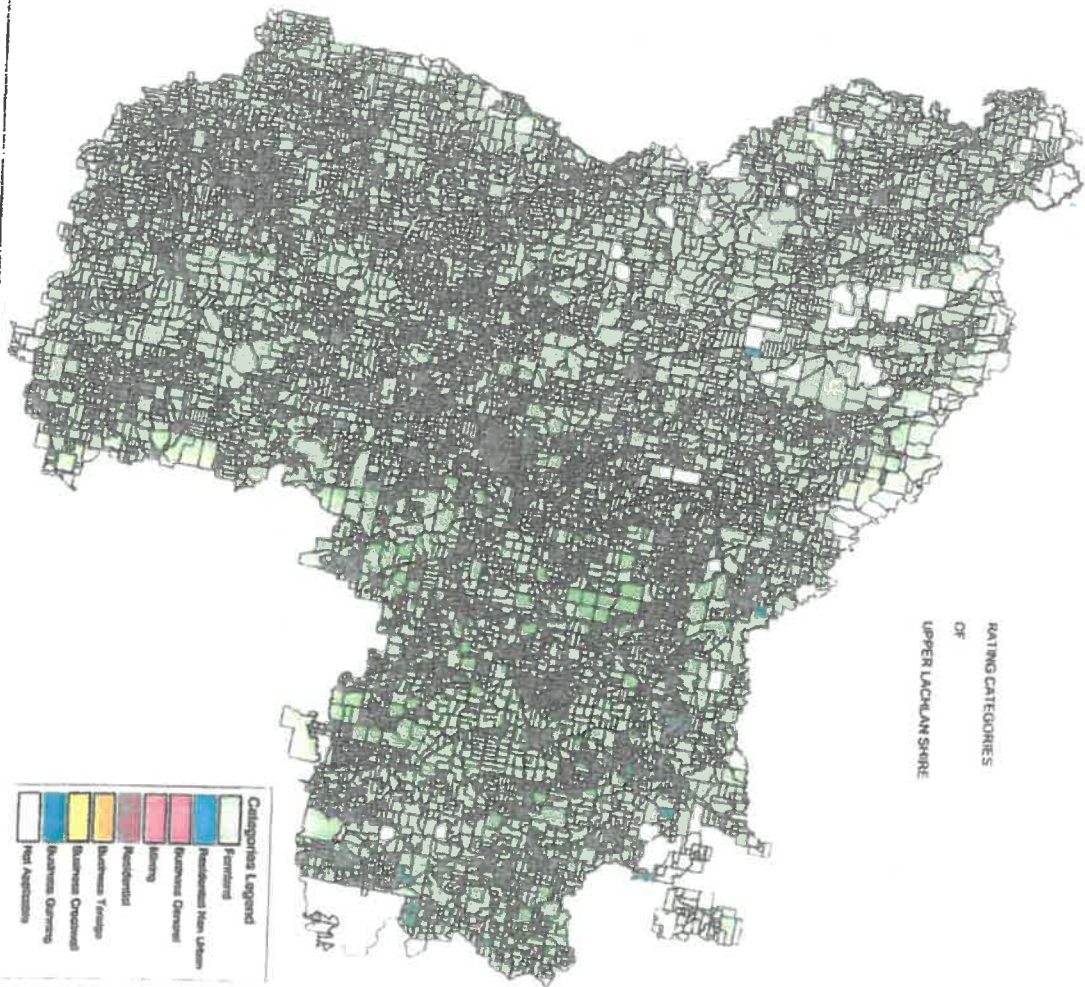 RATING CATEGORIES
OF
UPPER LACHLAN SHIRE
Categories Legend
Farmland
Residential Non Urban
Business General
Mining
Residential
Business Taralga
Business Crookwell
Business Gunning
Not Applicable